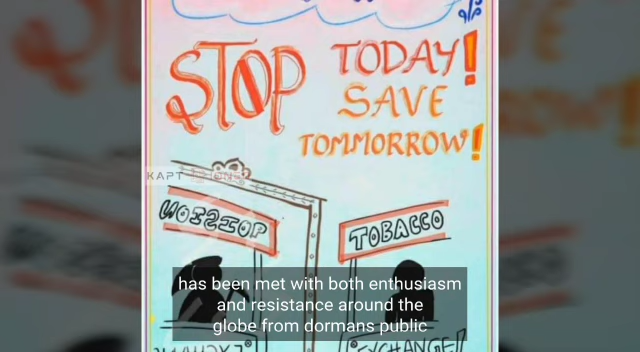 STOP TODAY!
SAVE
TOMMORROW!
TOBACCO
has been met with both enthusiasm
and resistance around the
globe from dormans public
EXCHANGE!